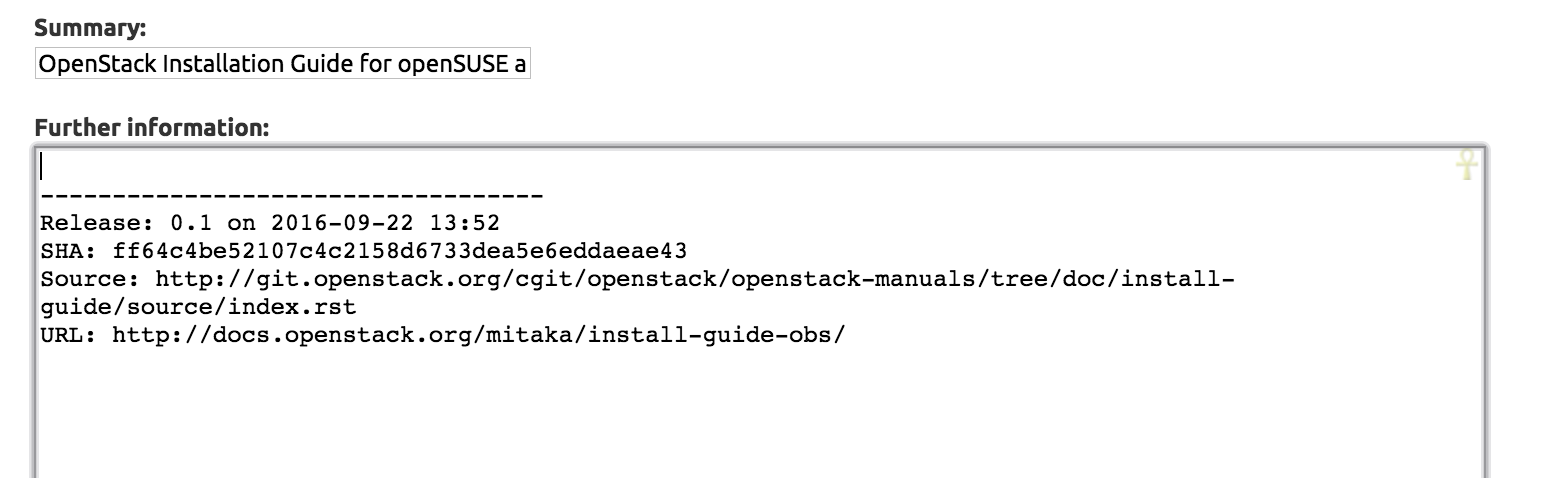 Summary:
OpenStack Installation Guide for openSUSE a
Further information:
-----------------------------------
Release: 0.1 on 2016-09-22 13:52
SHA: ff64c4be52107c4c2158d6733dea5e6eddaeae43
Source: http://git.openstack.org/cgit/openstack/openstack-manuals/tree/doc/install-
guide/source/index.rst
URL: http://docs.openstack.org/mitaka/install-guide-obs/